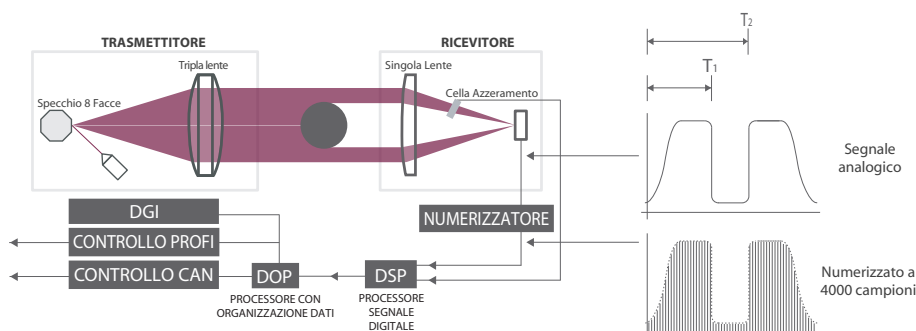 TRASMETTITORE
RICEVITORE
Tripla lente
Singola Lente
Specchio 8 Facce
Cella Azzeramento
T2
T1
Segnale
analogico
DGI
NUMERIZZATORE
CONTROLLO PROFI
CONTROLLO CAN
DOP
DSP
PROCESSORE CON
ORGANIZZAZIONE DATI
PROCESSORE
SEGNALE
DIGITALE
Numerizzato a
4000 campioni